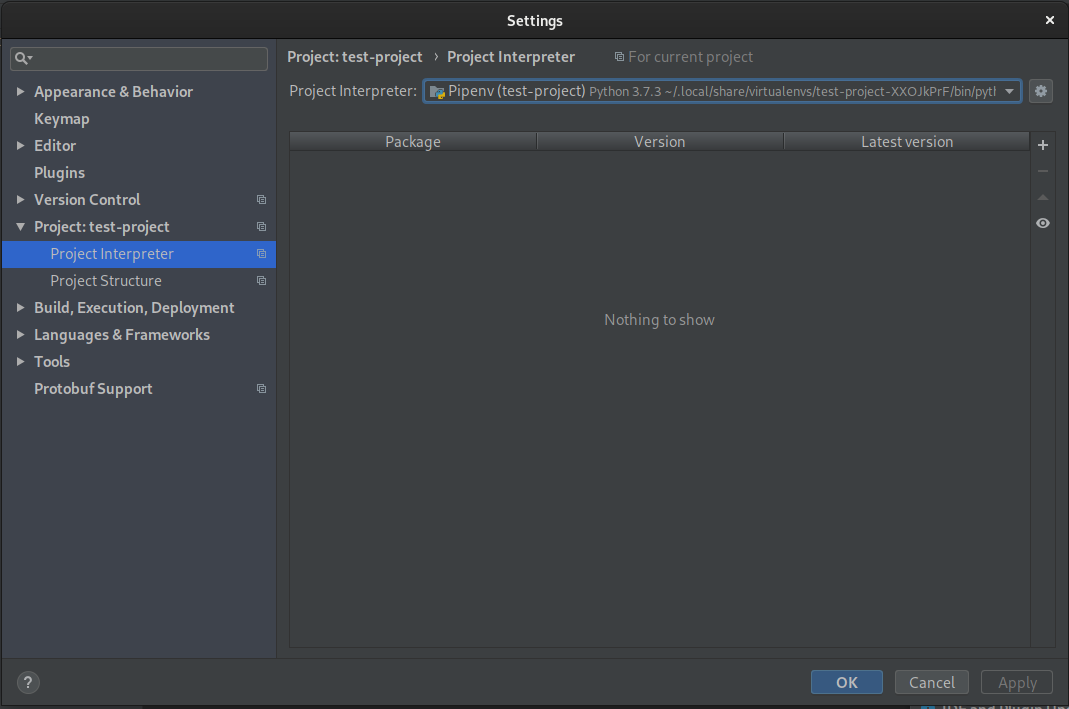 Settings
Project: test-project › Project Interpreter For current project
Project Interpreter: Pipenv (test-project) Python 3.7.3 ~/.local/share/virtualenvs/test-project-XXOJkPrF/bin/pyth
Appearance & Behavior
Keymap
Editor
Plugins
Version Control
Project: test-project
Project Interpreter
Project Structure
Build, Execution, Deployment
Languages & Frameworks
Tools
Protobuf Support
Package Version Latest version
Nothing to show
?
OK Cancel Apply